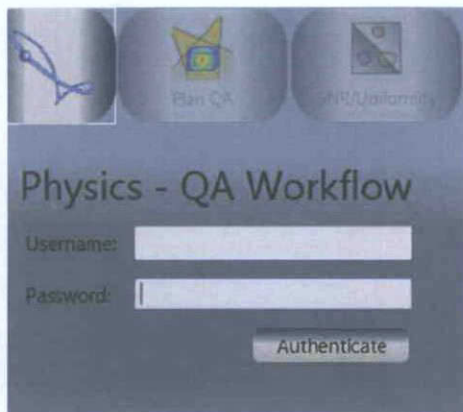 Plan QA
SNR/Uniformity
Physics - QA Workflow
Username:
Password:
Authenticate